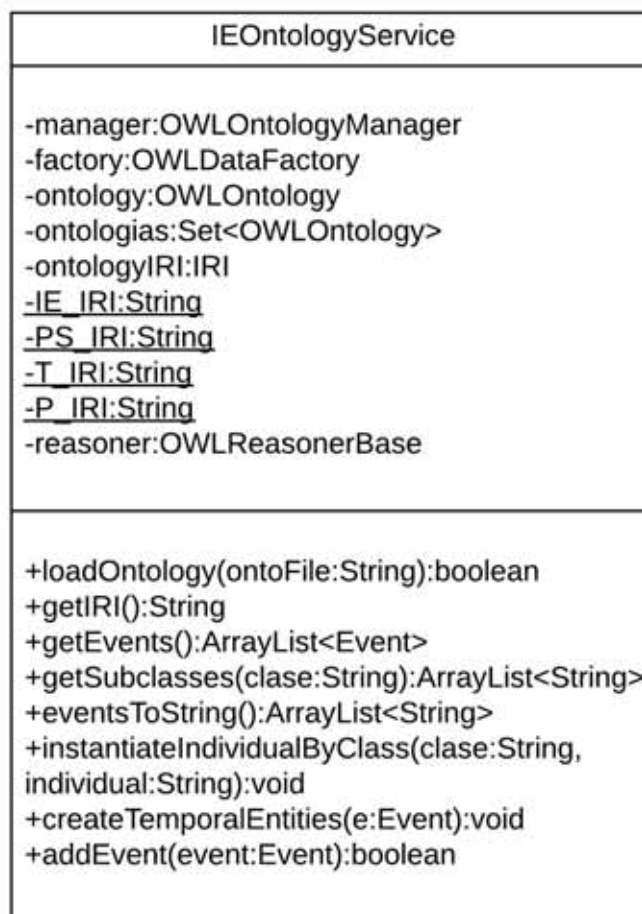 IEOntologyService
-manager:OWLOntologyManager
-factory:OWLDataFactory
-ontology:OWLOntology
-ontologias:Set<OWLOntology>
-ontologyIRI:IRI
-IE_IRI:String
-PS_IRI:String
-T_IRI:String
-P_IRI:String
-reasoner:OWLReasonerBase
+loadOntology(ontoFile:String):boolean
+getIRI():String
+getEvents():ArrayList<Event>
+getSubclasses(clase:String):ArrayList<String>
+eventsToString():ArrayList<String>
+instantiateIndividualByClass(clase:String,
individual:String):void
+createTemporalEntities(e:Event):void
+addEvent(event:Event):boolean